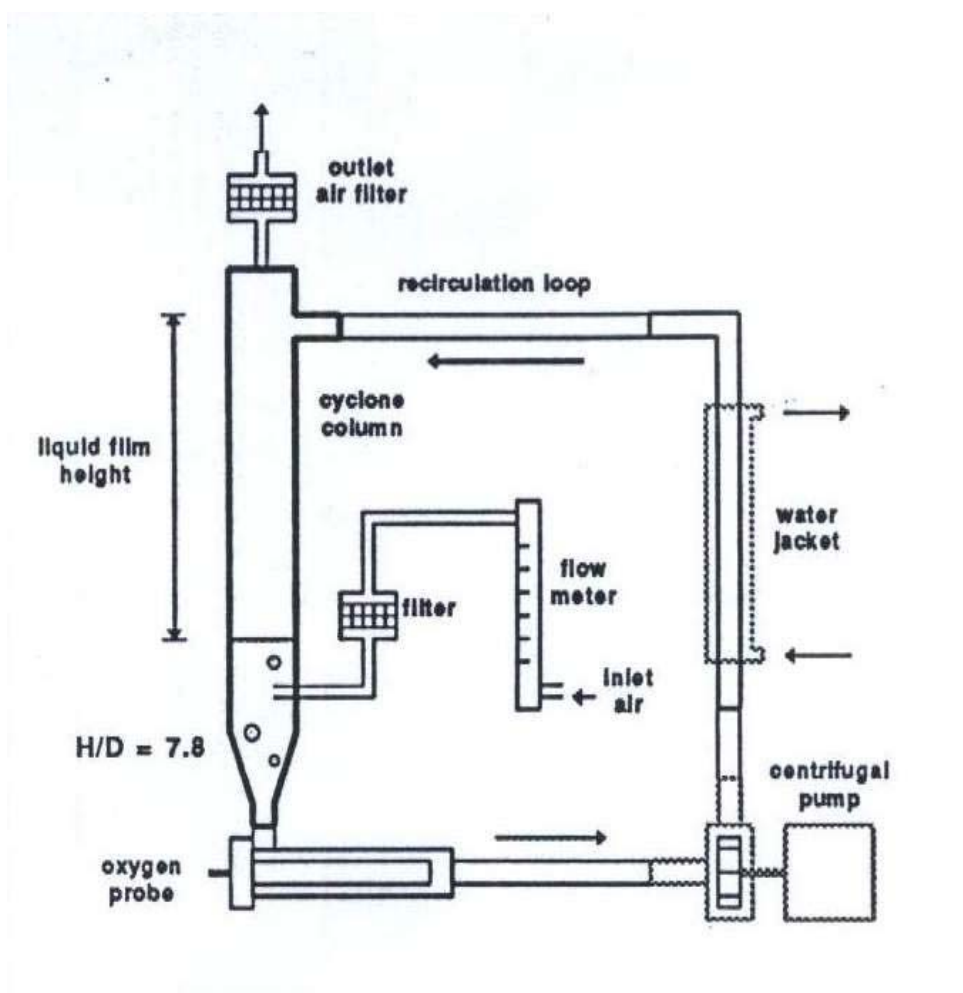 outlet
air filter
recirculation loop
cyclone
column
liquid film
height
water
jacket
flow
meter
filter
inlet
air
H/D = 7.8
centrifugal
pump
oxygen
probe